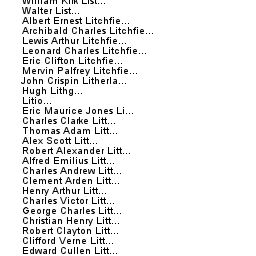 William Kirk List...
Walter List...
Albert Ernest Litchfie...
Archibald Charles Litchfie...
Lewis Arthur Litchfie...
Leonard Charles Litchfie...
Eric Clifton Litchfie...
Mervin Palfrey Litchfie...
John Crispin Litherla...
Hugh Lithg...
Litio...
Eric Maurice Jones Li...
Charles Clarke Litt...
Thomas Adam Litt...
Alex Scott Litt...
Robert Alexander Litt...
Alfred Emilius Litt...
Charles Andrew Litt...
Clement Arden Litt...
Henry Arthur Litt...
Charles Victor Litt...
George Charles Litt...
Christian Henry Litt...
Robert Clayton Litt...
Clifford Verne Litt...
Edward Cullen Litt...